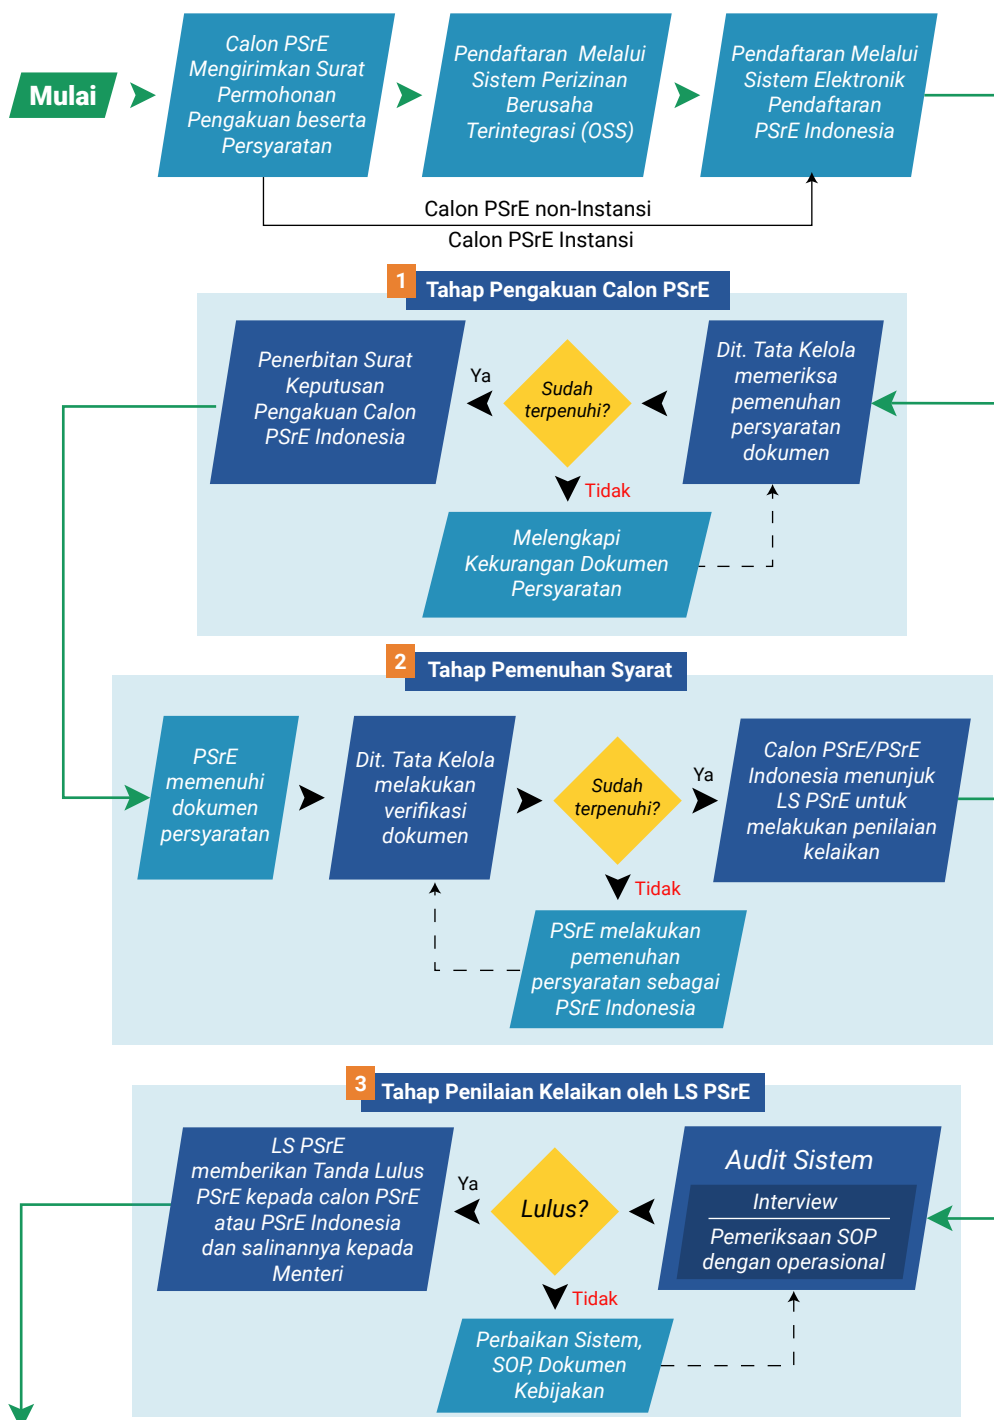 Mulai
Calon PSrE
Mengirimkan Surat
Permohonan
Pengakuan beserta
Persyaratan
Pendaftaran Melalui
Sistem Perizinan
Berusaha
Terintegrasi (OSS)
Pendaftaran Melalui
Sistem Elektronik
Pendaftaran
PSrE Indonesia
Calon PSrE non-Instansi
Calon PSrE Instansi
1
Tahap Pengakuan Calon PSrE
Dit. Tata Kelola
memeriksa
pemenuhan
persyaratan
dokumen
Sudah
terpenuhi?
Ya
Penerbitan Surat
Keputusan
Pengakuan Calon
PSrE Indonesia
Tidak
Melengkapi
Kekurangan Dokumen
Persyaratan
2
Tahap Pemenuhan Syarat
PSrE
memenuhi
dokumen
persyaratan
Dit. Tata Kelola
melakukan
verifikasi
dokumen
Sudah
terpenuhi?
Ya
Calon PSrE/PSrE
Indonesia menunjuk
LS PSrE untuk
melakukan penilaian
kelaikan
Tidak
PSrE melakukan
pemenuhan
persyaratan sebagai
PSrE Indonesia
3
Tahap Penilaian Kelaikan oleh LS PSrE
Audit Sistem
Interview
Pemeriksaan SOP
dengan operasional
Lulus?
Ya
LS PSrE
memberikan Tanda Lulus
PSrE kepada calon PSrE
atau PSrE Indonesia
dan salinannya kepada
Menteri
Tidak
Perbaikan Sistem,
SOP, Dokumen
Kebijakan